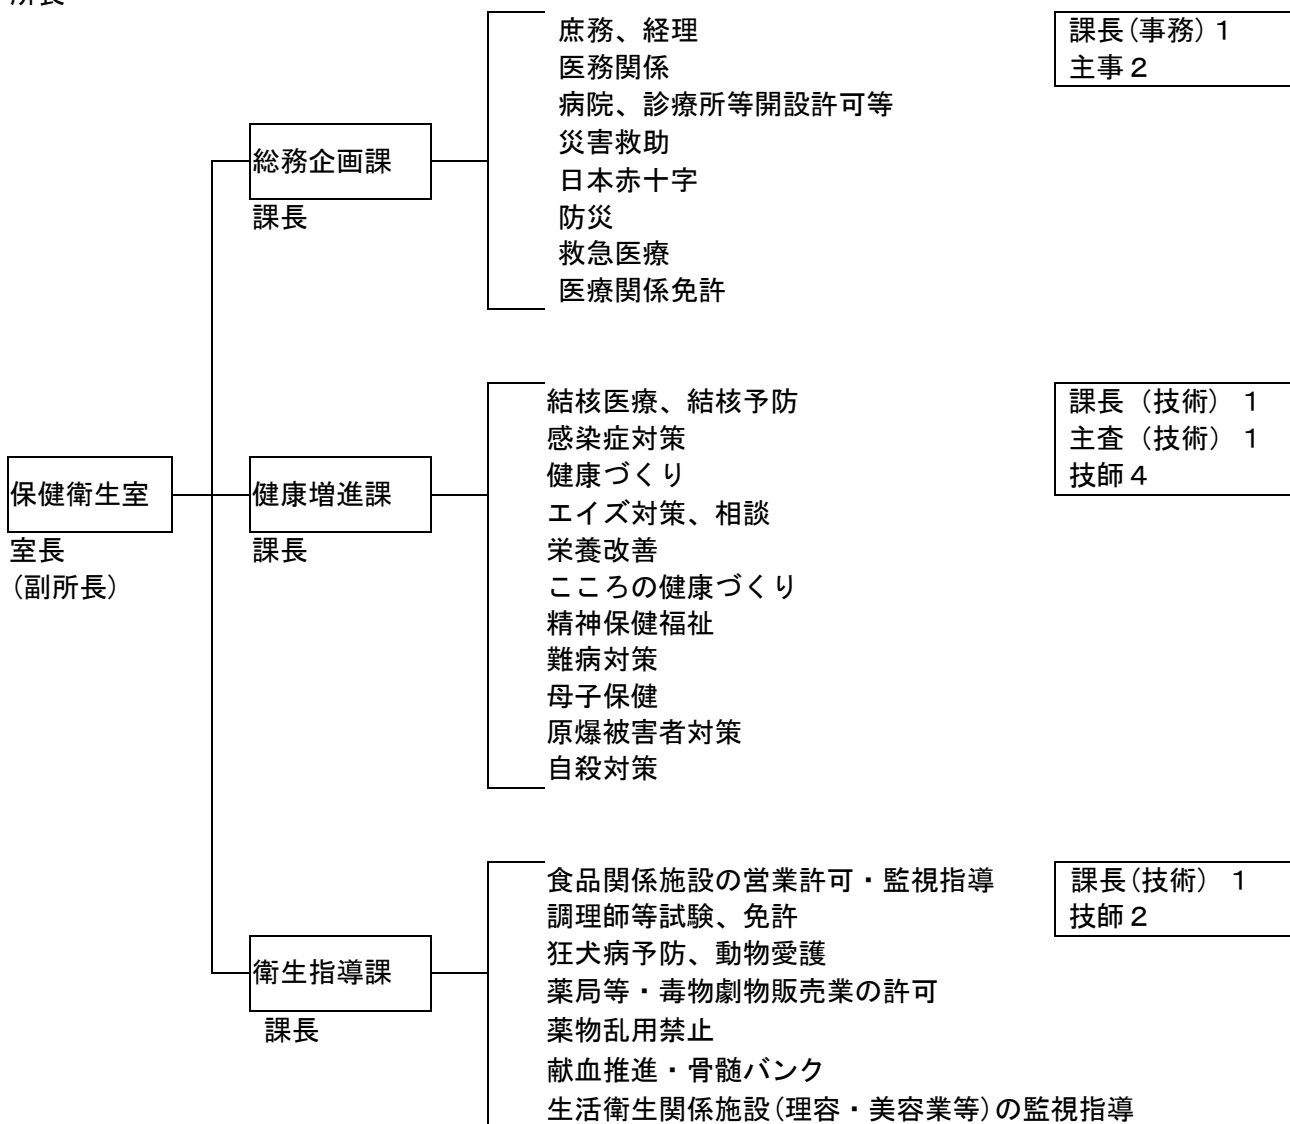 庶務、経理
医務関係
病院、診療所等開設許可等
災害救助
日本赤十字
防災
救急医療
医療関係免許
課長(事務)1
主事2
総務企画課
課長
結核医療、結核予防
感染症対策
健康づくり
エイズ対策、相談
栄養改善
こころの健康づくり
精神保健福祉
難病対策
母子保健
原爆被害者対策
自殺対策
課長(技術) 1
主査(技術) 1
技師4
保健衛生室
室長
(副所長)
健康増進課
課長
食品関係施設の営業許可・監視指導
調理師等試験、免許
狂犬病予防、動物愛護
薬局等・毒物劇物販売業の許可
薬物乱用禁止
献血推進・骨髄バンク
生活衛生関係施設(理容・美容業等)の監視指導
課長(技術) 1
技師2
衛生指導課
課長